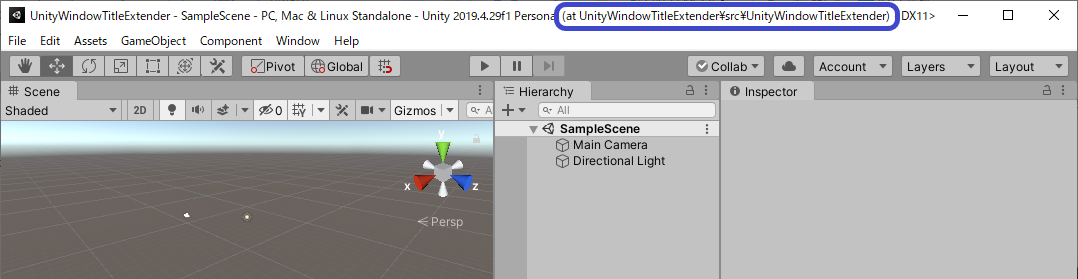 UnityWindowTitleExtender - SampleScene - PC, Mac & Linux Standalone - Unity 2019.4.29f1 Persona (at UnityWindowTitleExtender¥src¥UnityWindowTitleExtender) DX11>
File Edit Assets GameObject Component Window Help
Pivot Global Collab Account Layers Layout
Scene Hierarchy Inspector
Shaded 2D 0 Gizmos All All
SampleScene
Main Camera
Directional Light
y
x z
Persp